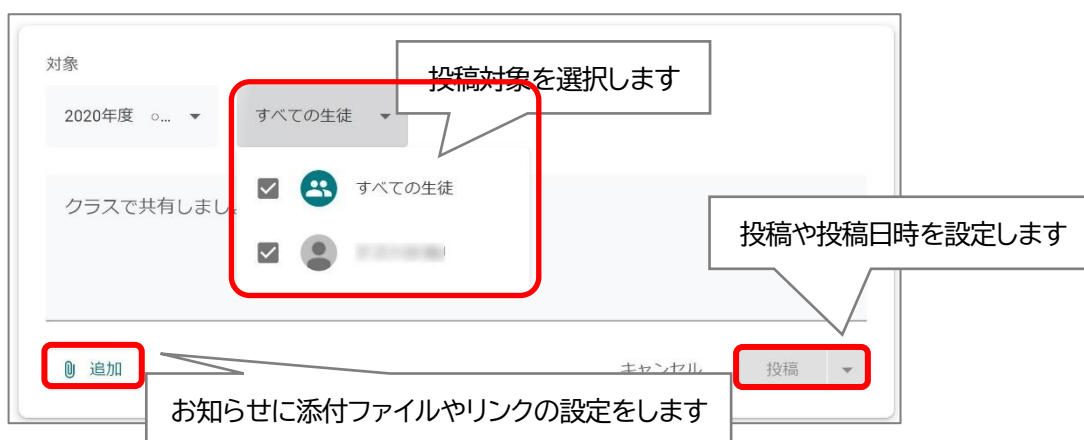 対象
投稿対象を選択します
2020年度 ○... すべての生徒
すべての生徒
クラスで共有しまし
投稿や投稿日時を設定します
追加
キャンセル
投稿
お知らせに添付ファイルやリンクの設定をします